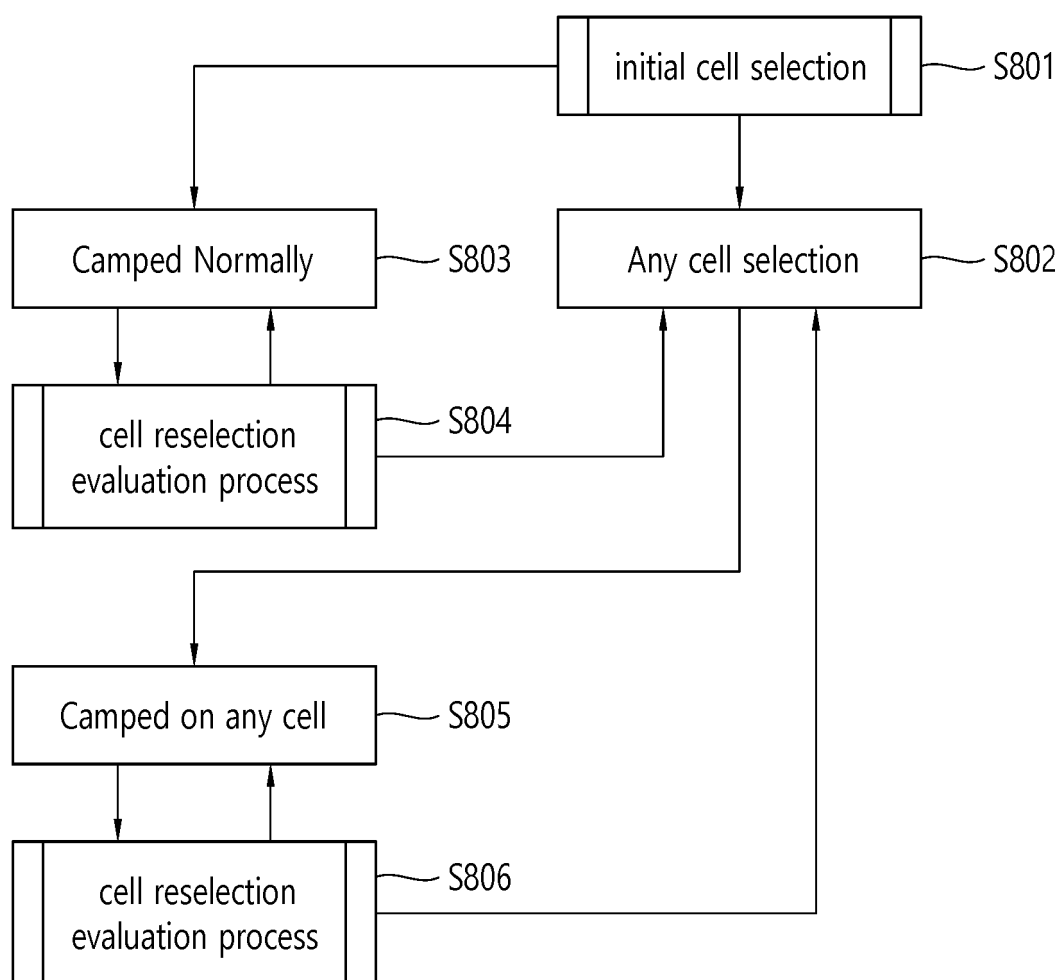 initial cell selection
S801
Camped Normally
S803
Any cell selection
S802
cell reselection
evaluation process
S804
Camped on any cell
S805
cell reselection
evaluation process
S806